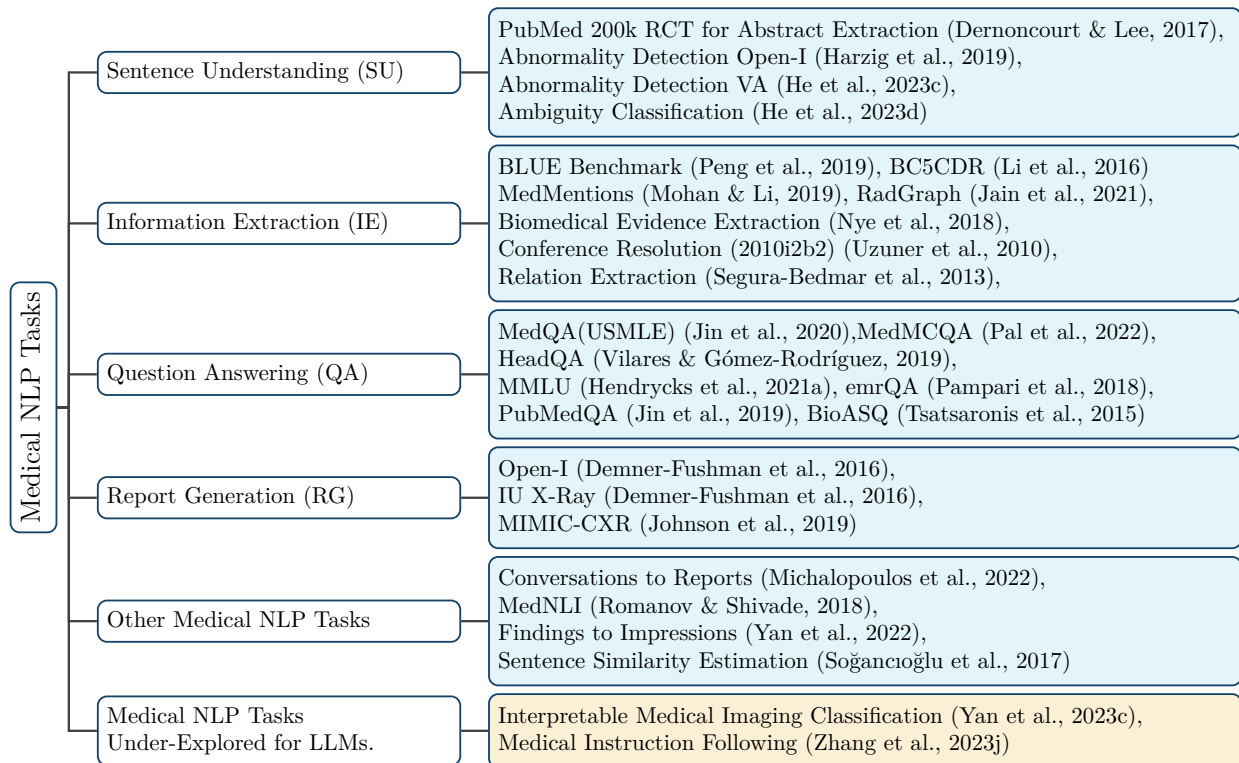 Medical NLP Tasks
Sentence Understanding (SU)
PubMed 200k RCT for Abstract Extraction (Dernoncourt & Lee, 2017),
Abnormality Detection Open-I (Harzig et al., 2019),
Abnormality Detection VA (He et al., 2023c),
Ambiguity Classification (He et al., 2023d)
Information Extraction (IE)
BLUE Benchmark (Peng et al., 2019), BC5CDR (Li et al., 2016)
MedMentions (Mohan & Li, 2019), RadGraph (Jain et al., 2021),
Biomedical Evidence Extraction (Nye et al., 2018),
Conference Resolution (2010i2b2) (Uzuner et al., 2010),
Relation Extraction (Segura-Bedmar et al., 2013),
Question Answering (QA)
MedQA(USMLE) (Jin et al., 2020),MedMCQA (Pal et al., 2022),
HeadQA (Vilares & Gómez-Rodríguez, 2019),
MMLU (Hendrycks et al., 2021a), emrQA (Pampari et al., 2018),
PubMedQA (Jin et al., 2019), BioASQ (Tsatsaronis et al., 2015)
Report Generation (RG)
Open-I (Demner-Fushman et al., 2016),
IU X-Ray (Demner-Fushman et al., 2016),
MIMIC-CXR (Johnson et al., 2019)
Other Medical NLP Tasks
Conversations to Reports (Michalopoulos et al., 2022),
MedNLI (Romanov & Shivade, 2018),
Findings to Impressions (Yan et al., 2022),
Sentence Similarity Estimation (Soğancıoğlu et al., 2017)
Medical NLP Tasks
Under-Explored for LLMs.
Interpretable Medical Imaging Classification (Yan et al., 2023c),
Medical Instruction Following (Zhang et al., 2023j)